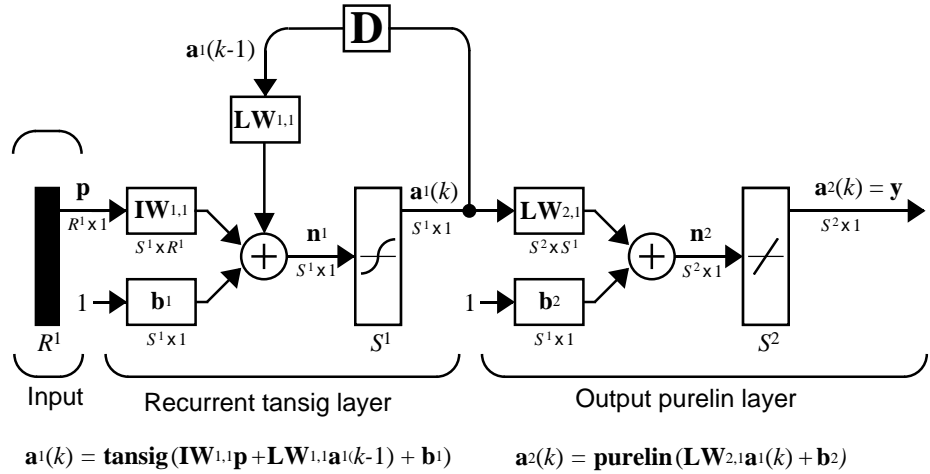 D
a1(k-1)
LW1,1
p
IW1,1
a1(k)
LW2,1
a2(k) = y
R1 x 1
S1 x R1
n1
S1 x 1
S2 x S1
n2
S2 x 1
S1 x 1
S2 x 1
1
b1
1
b2
S1 x 1
S1 x 1
R1
S1
S2
Input
Recurrent tansig layer
Output purelin layer
a1(k) = tansig (IW1,1p +LW1,1a1(k-1) + b1)
a2(k) = purelin (LW2,1a1(k) + b2)